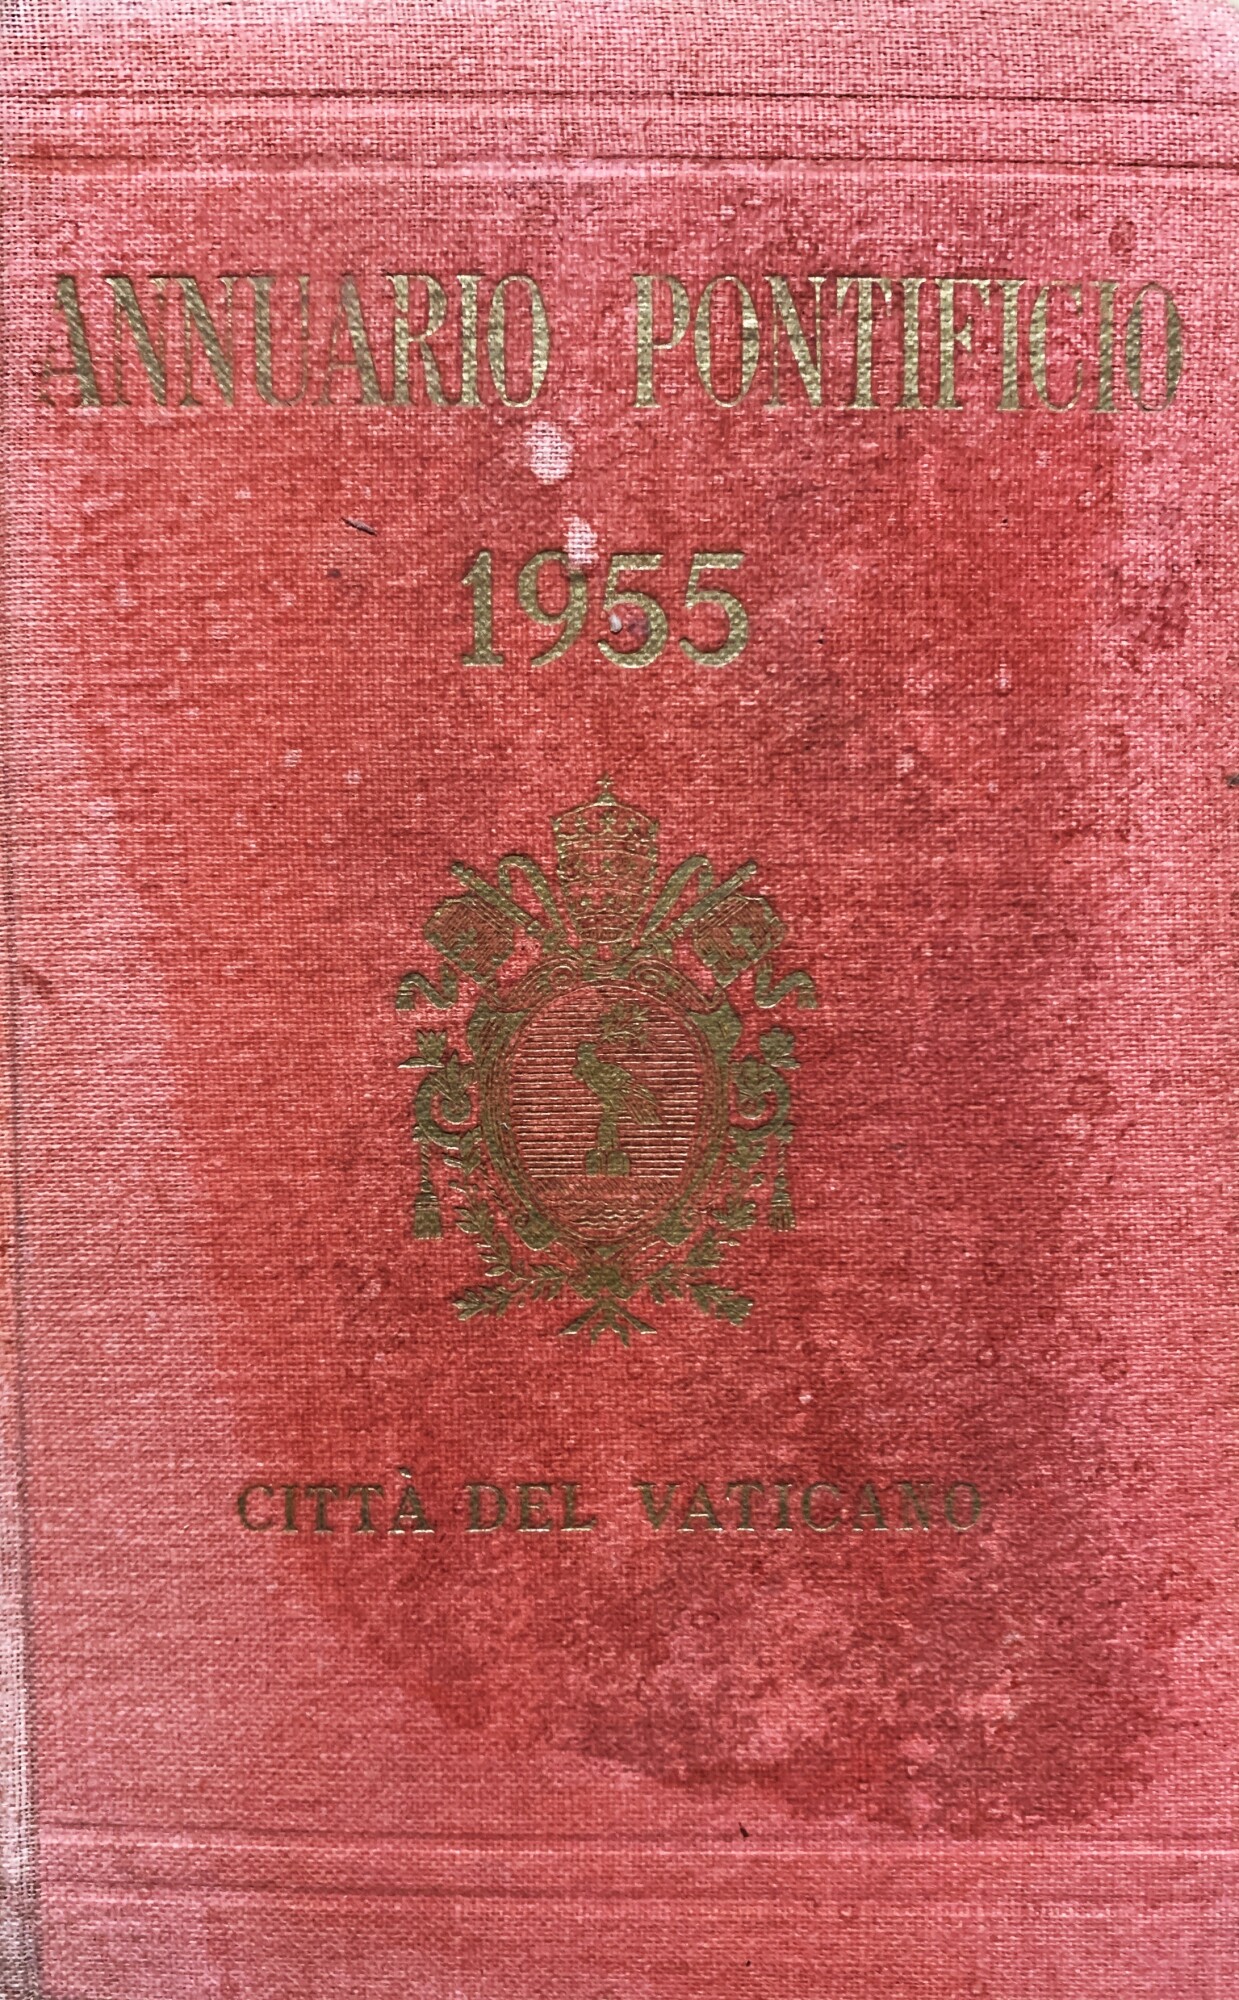 ANNUARIO PONTIFICIO
1955
CITTÀ DEL VATICANO